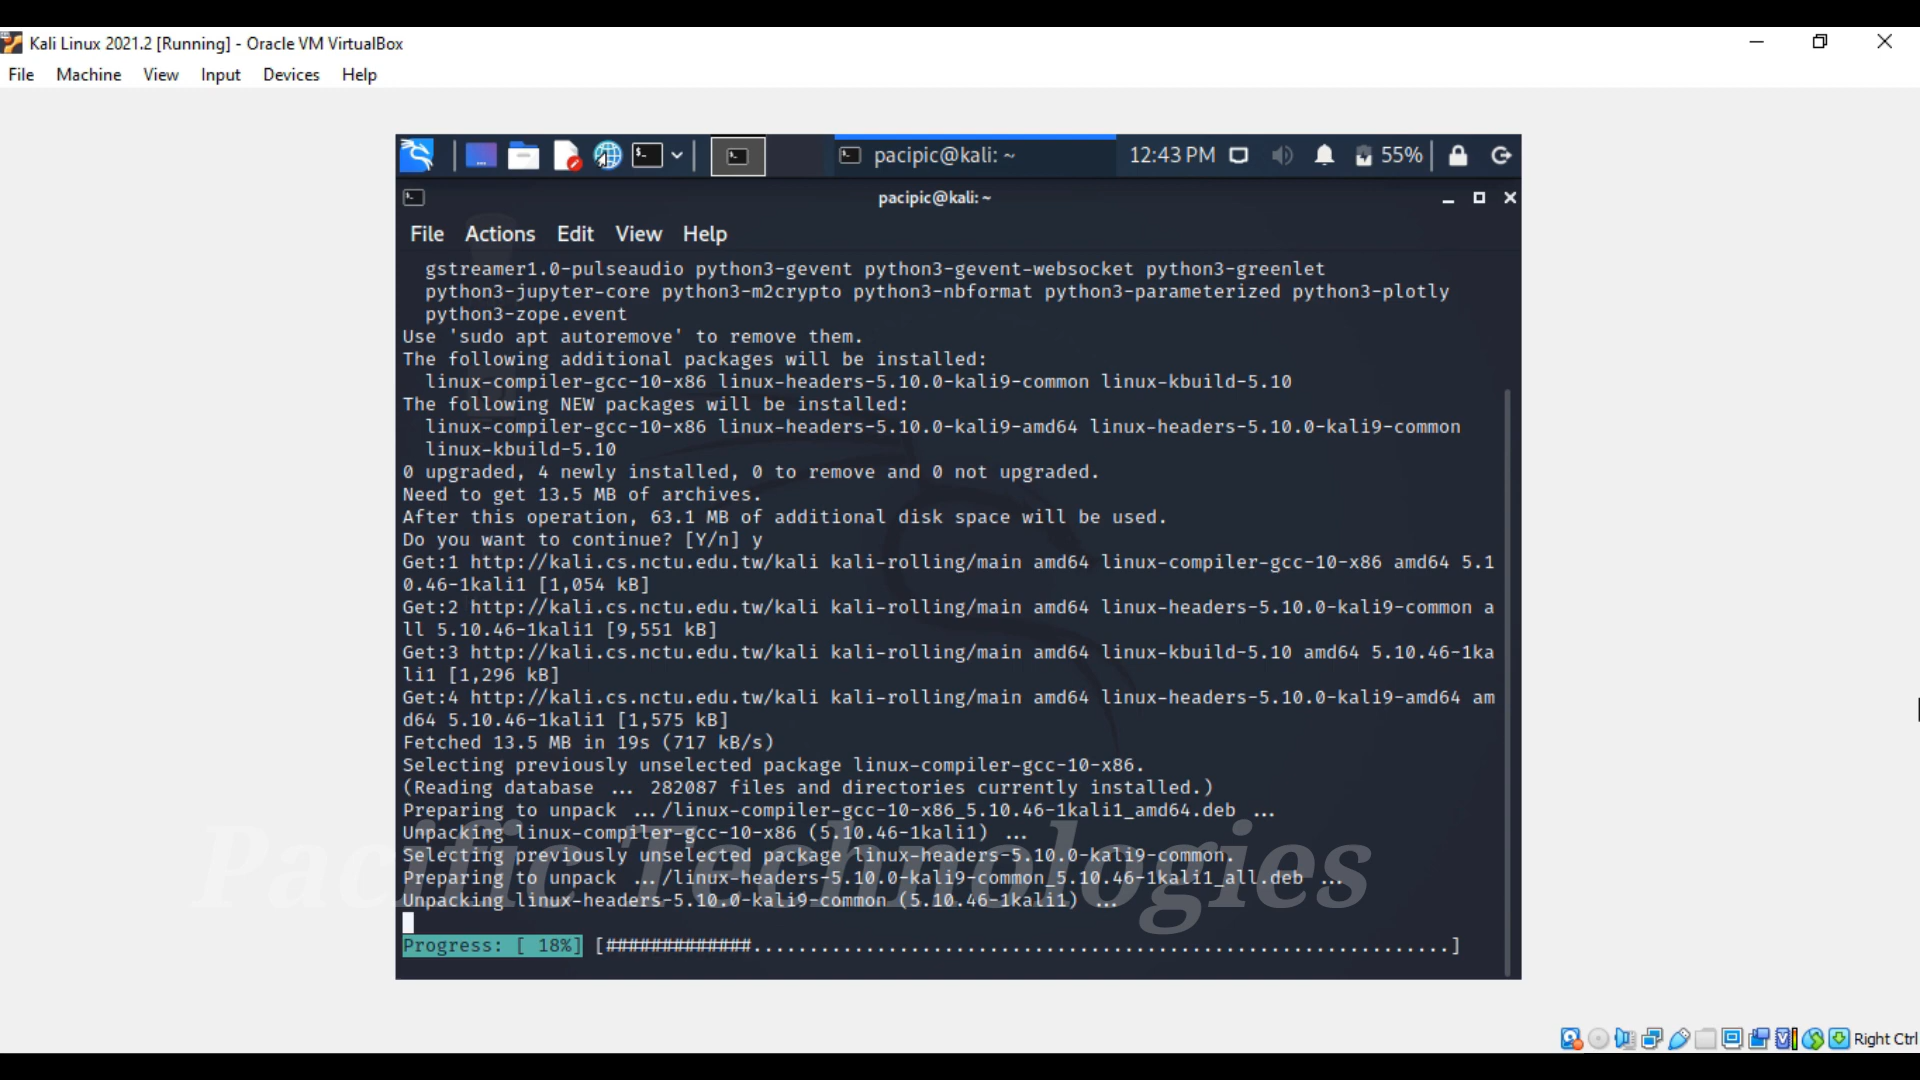 Kali Linux 2021.2 [Running] - Oracle VM VirtualBox
File Machine View Input Devices Help
pacipic@kali: ~ 12:43 PM 55%
pacipic@kali: ~
File Actions Edit View Help
gstreamer1.0-pulseaudio python3-gevent python3-gevent-websocket python3-greenlet
python3-jupyter-core python3-m2crypto python3-nbformat python3-parameterized python3-plotly
python3-zope.event
Use 'sudo apt autoremove' to remove them.
The following additional packages will be installed:
linux-compiler-gcc-10-x86 linux-headers-5.10.0-kali9-common linux-kbuild-5.10
The following NEW packages will be installed:
linux-compiler-gcc-10-x86 linux-headers-5.10.0-kali9-amd64 linux-headers-5.10.0-kali9-common
linux-kbuild-5.10
0 upgraded, 4 newly installed, 0 to remove and 0 not upgraded.
Need to get 13.5 MB of archives.
After this operation, 63.1 MB of additional disk space will be used.
Do you want to continue? [Y/n] y
Get:1 http://kali.cs.nctu.edu.tw/kali kali-rolling/main amd64 linux-compiler-gcc-10-x86 amd64 5.1
0.46-1kali1 [1,054 kB]
Get:2 http://kali.cs.nctu.edu.tw/kali kali-rolling/main amd64 linux-headers-5.10.0-kali9-common a
ll 5.10.46-1kali1 [9,551 kB]
Get:3 http://kali.cs.nctu.edu.tw/kali kali-rolling/main amd64 linux-kbuild-5.10 amd64 5.10.46-1ka
li1 [1,296 kB]
Get:4 http://kali.cs.nctu.edu.tw/kali kali-rolling/main amd64 linux-headers-5.10.0-kali9-amd64 am
d64 5.10.46-1kali1 [1,575 kB]
Fetched 13.5 MB in 19s (717 kB/s)
Selecting previously unselected package linux-compiler-gcc-10-x86.
(Reading database ... 282087 files and directories currently installed.)
Preparing to unpack .../linux-compiler-gcc-10-x86_5.10.46-1kali1_amd64.deb ...
Unpacking linux-compiler-gcc-10-x86 (5.10.46-1kali1) ...
Selecting previously unselected package linux-headers-5.10.0-kali9-common.
Preparing to unpack .../linux-headers-5.10.0-kali9-common_5.10.46-1kali1_all.deb ...
Unpacking linux-headers-5.10.0-kali9-common (5.10.46-1kali1) ...
Pacific Technologies
Progress: [ 18%] [#############..............................................................]
Right Ctrl